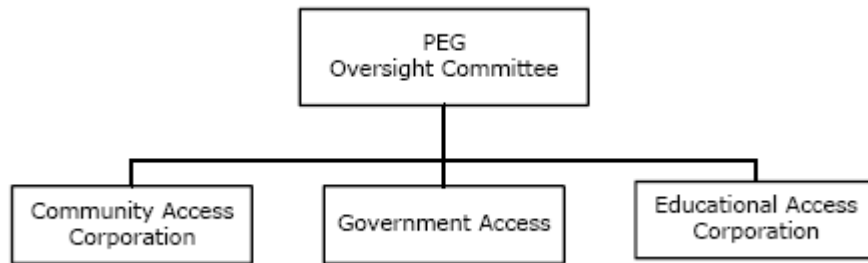 PEG
Oversight Committee
Community Access
Corporation
Government Access
Educational Access
Corporation